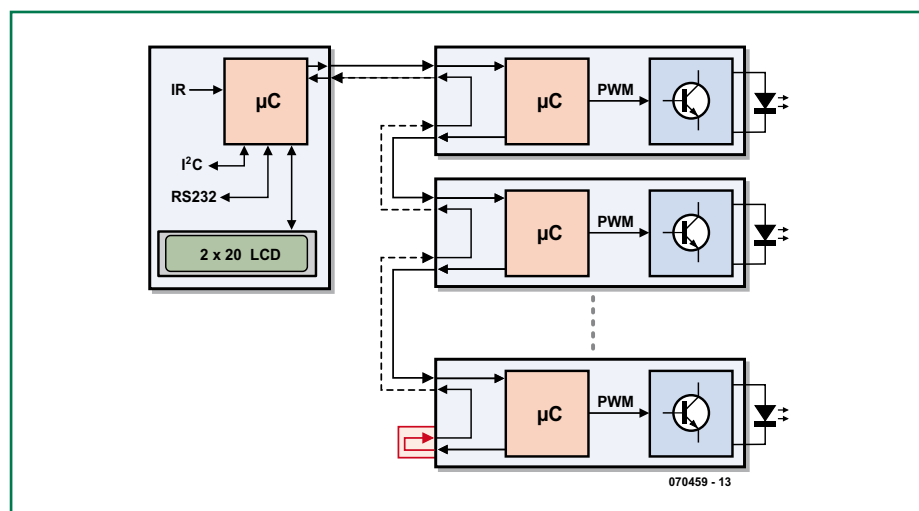 IR
µC
I²C
RS232
2 x 20 LCD
µC
PWM
µC
PWM
µC
PWM
070459 - 13